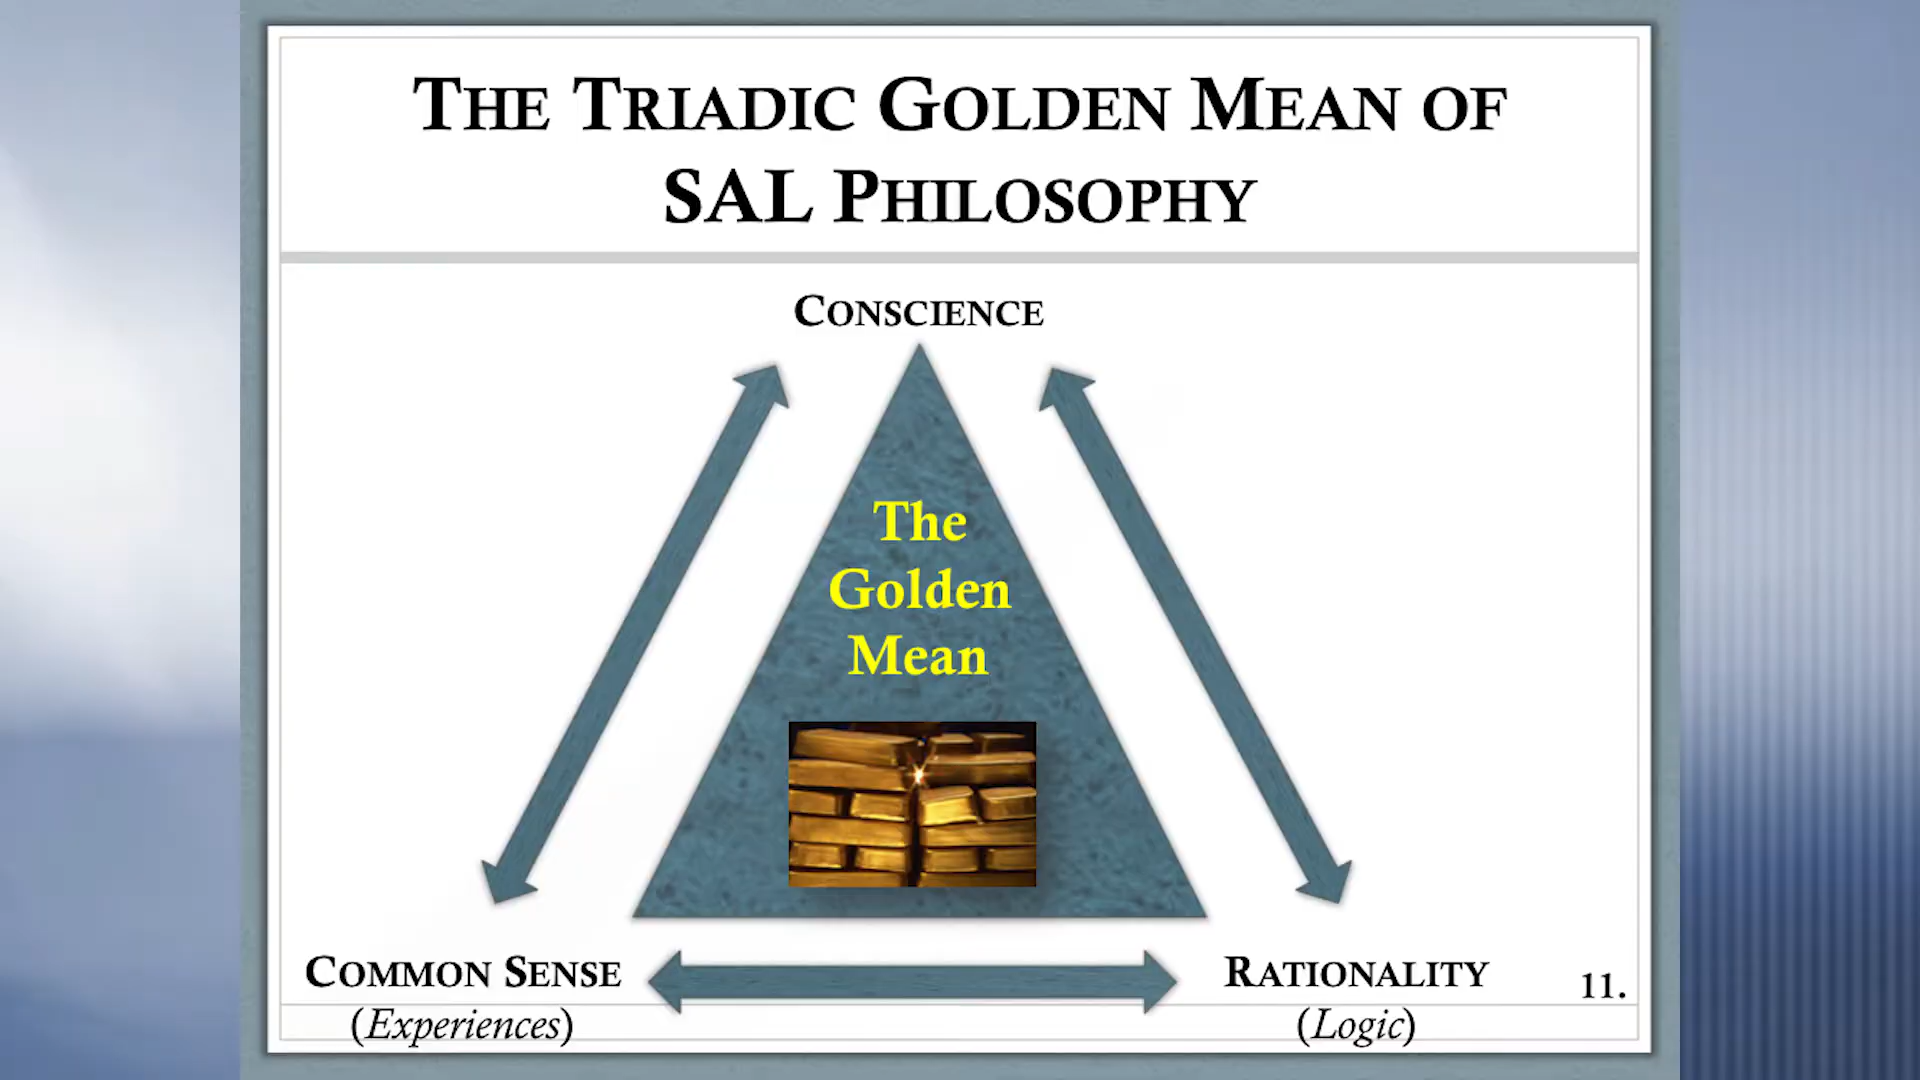 THE TRIADIC GOLDEN MEAN OF
SAL PHILOSOPHY
CONSCIENCE
The
Golden
Mean
COMMON SENSE
(Experiences)
RATIONALITY
(Logic)
11.